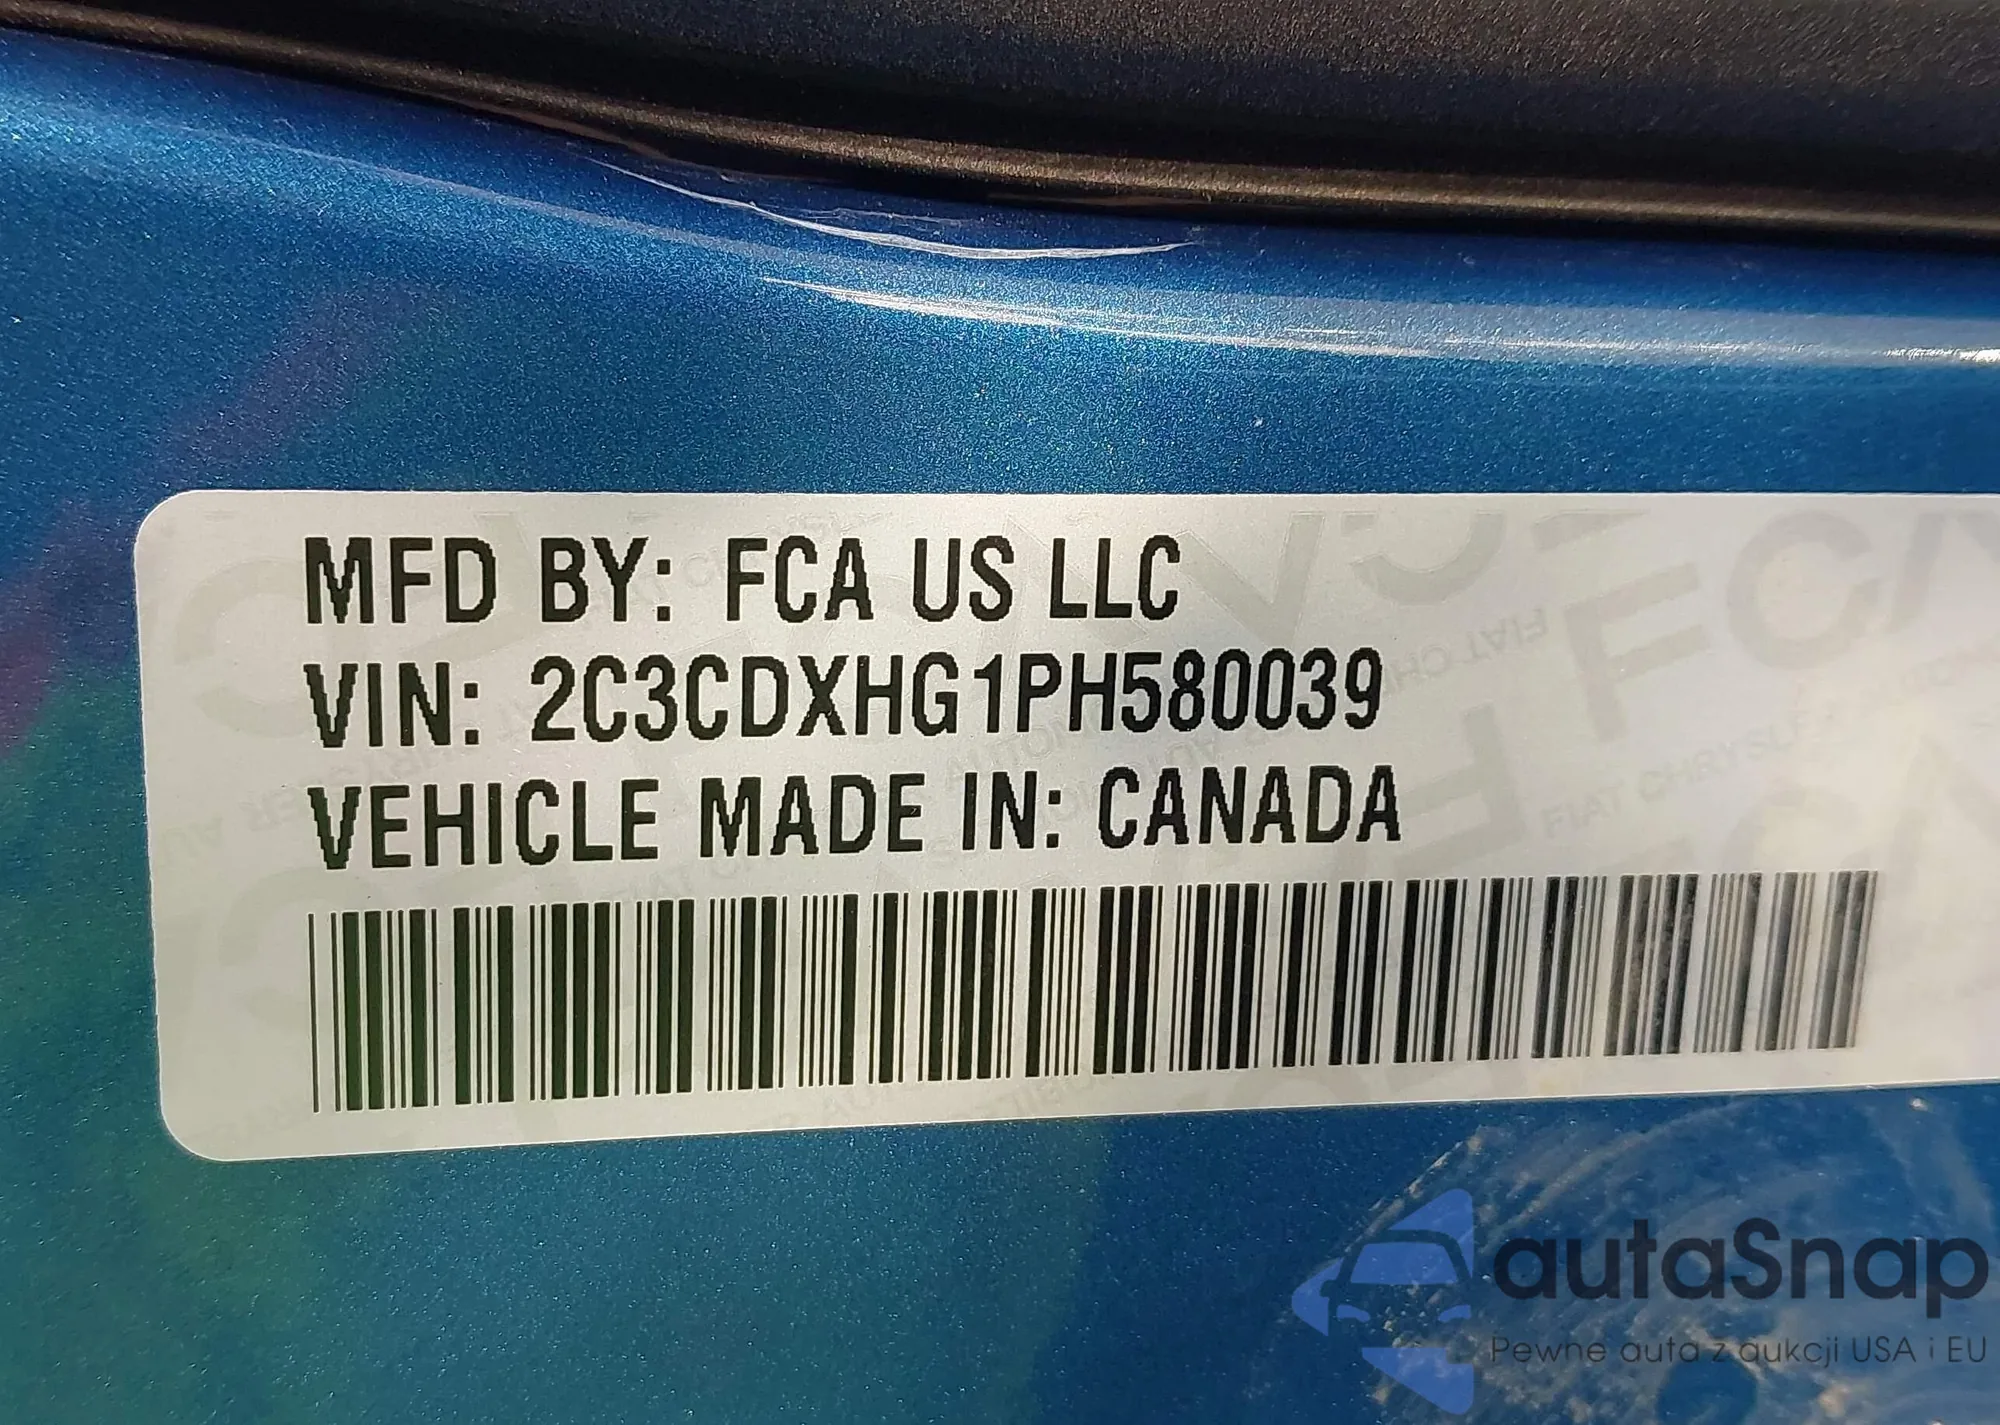 MFD BY: FCA US LLC
VIN: 2C3CDXHG1PH580039
VEHICLE MADE IN: CANADA
autaSnap
Pewne auta z aukcji USA i EU